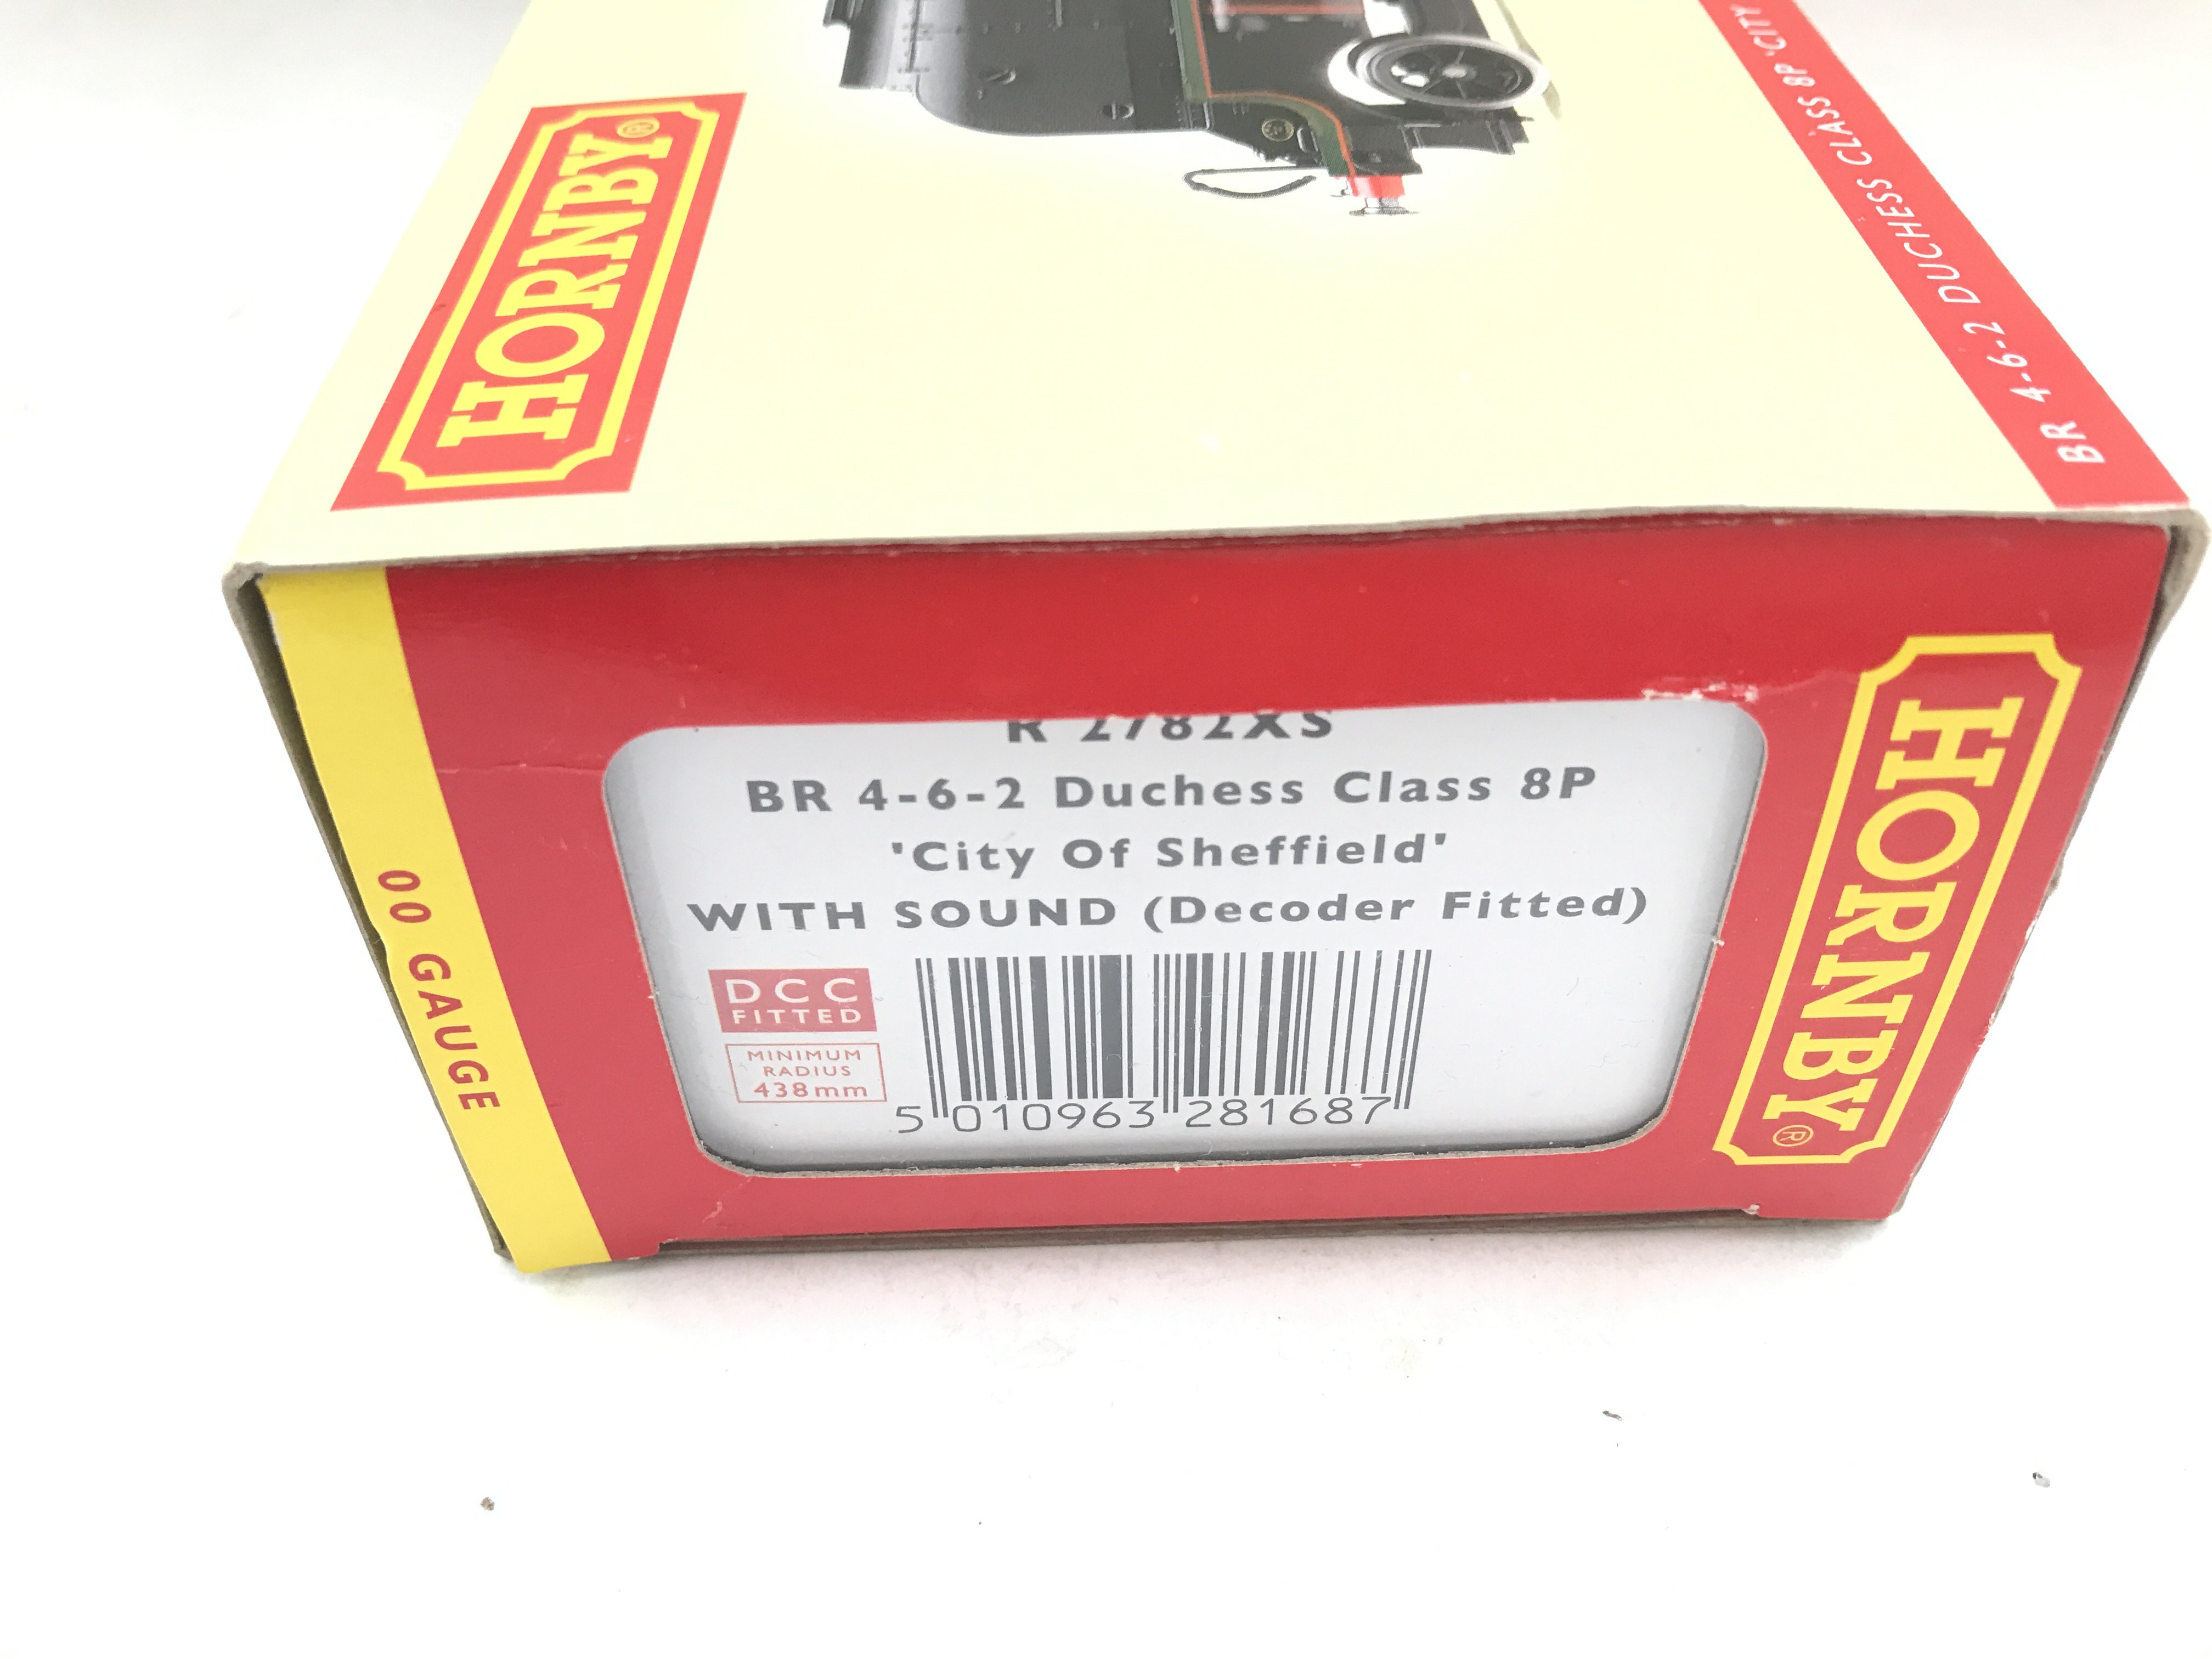 HORNBY®
BR 4-6-2 DUCHESS CLASS 8P 'CITY
R 2782XS
BR 4-6-2 Duchess Class 8P
'City Of Sheffield'
WITH SOUND (Decoder Fitted)
DCC
FITTED
MINIMUM
RADIUS
438mm
5 010963 281687
00 GAUGE
HORNBY®